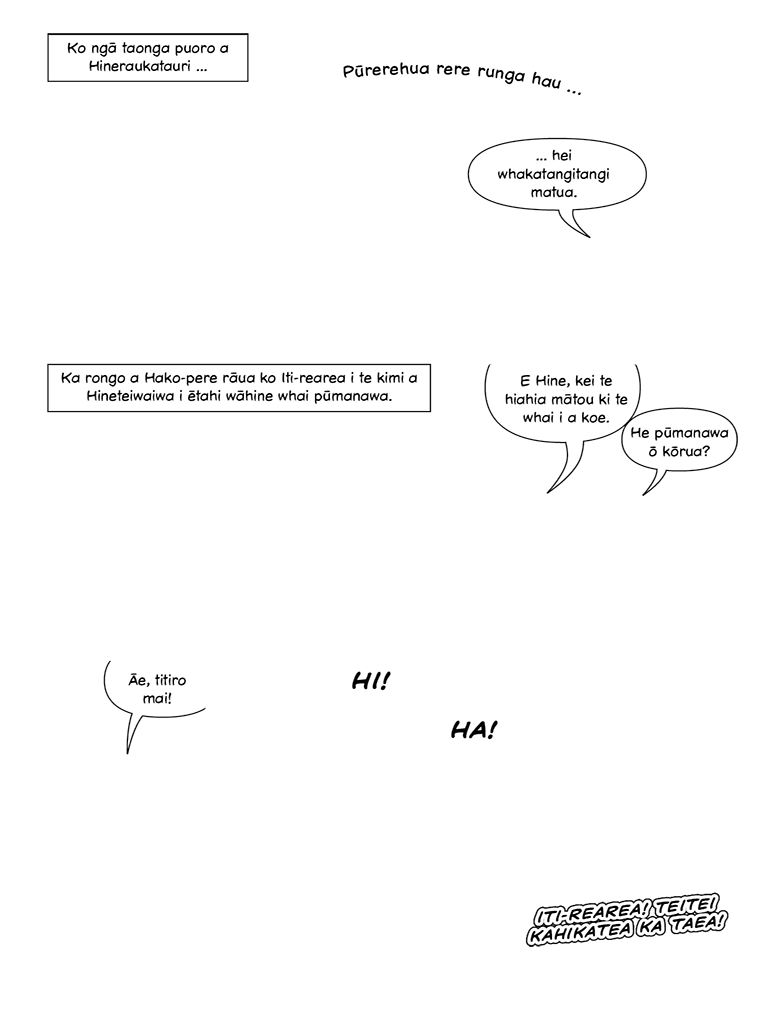 Ko ngā taonga puoro a
Hineraukatauri ...
Pūrerehua rere runga hau ...
... hei
whakatangitangi
matua.
Ka rongo a Hako-pere rāua ko Iti-rearea i te kimi a
Hineteiwaiwa i ētahi wāhine whai pūmanawa.
E Hine, kei te
hiahia mātou ki te
whai i a koe.
He pūmanawa
ō kōrua?
Āe, titiro
mai!
HI!
HA!
ITI-REAREA! TEITEI
KAHIKATEA KA TAEA!